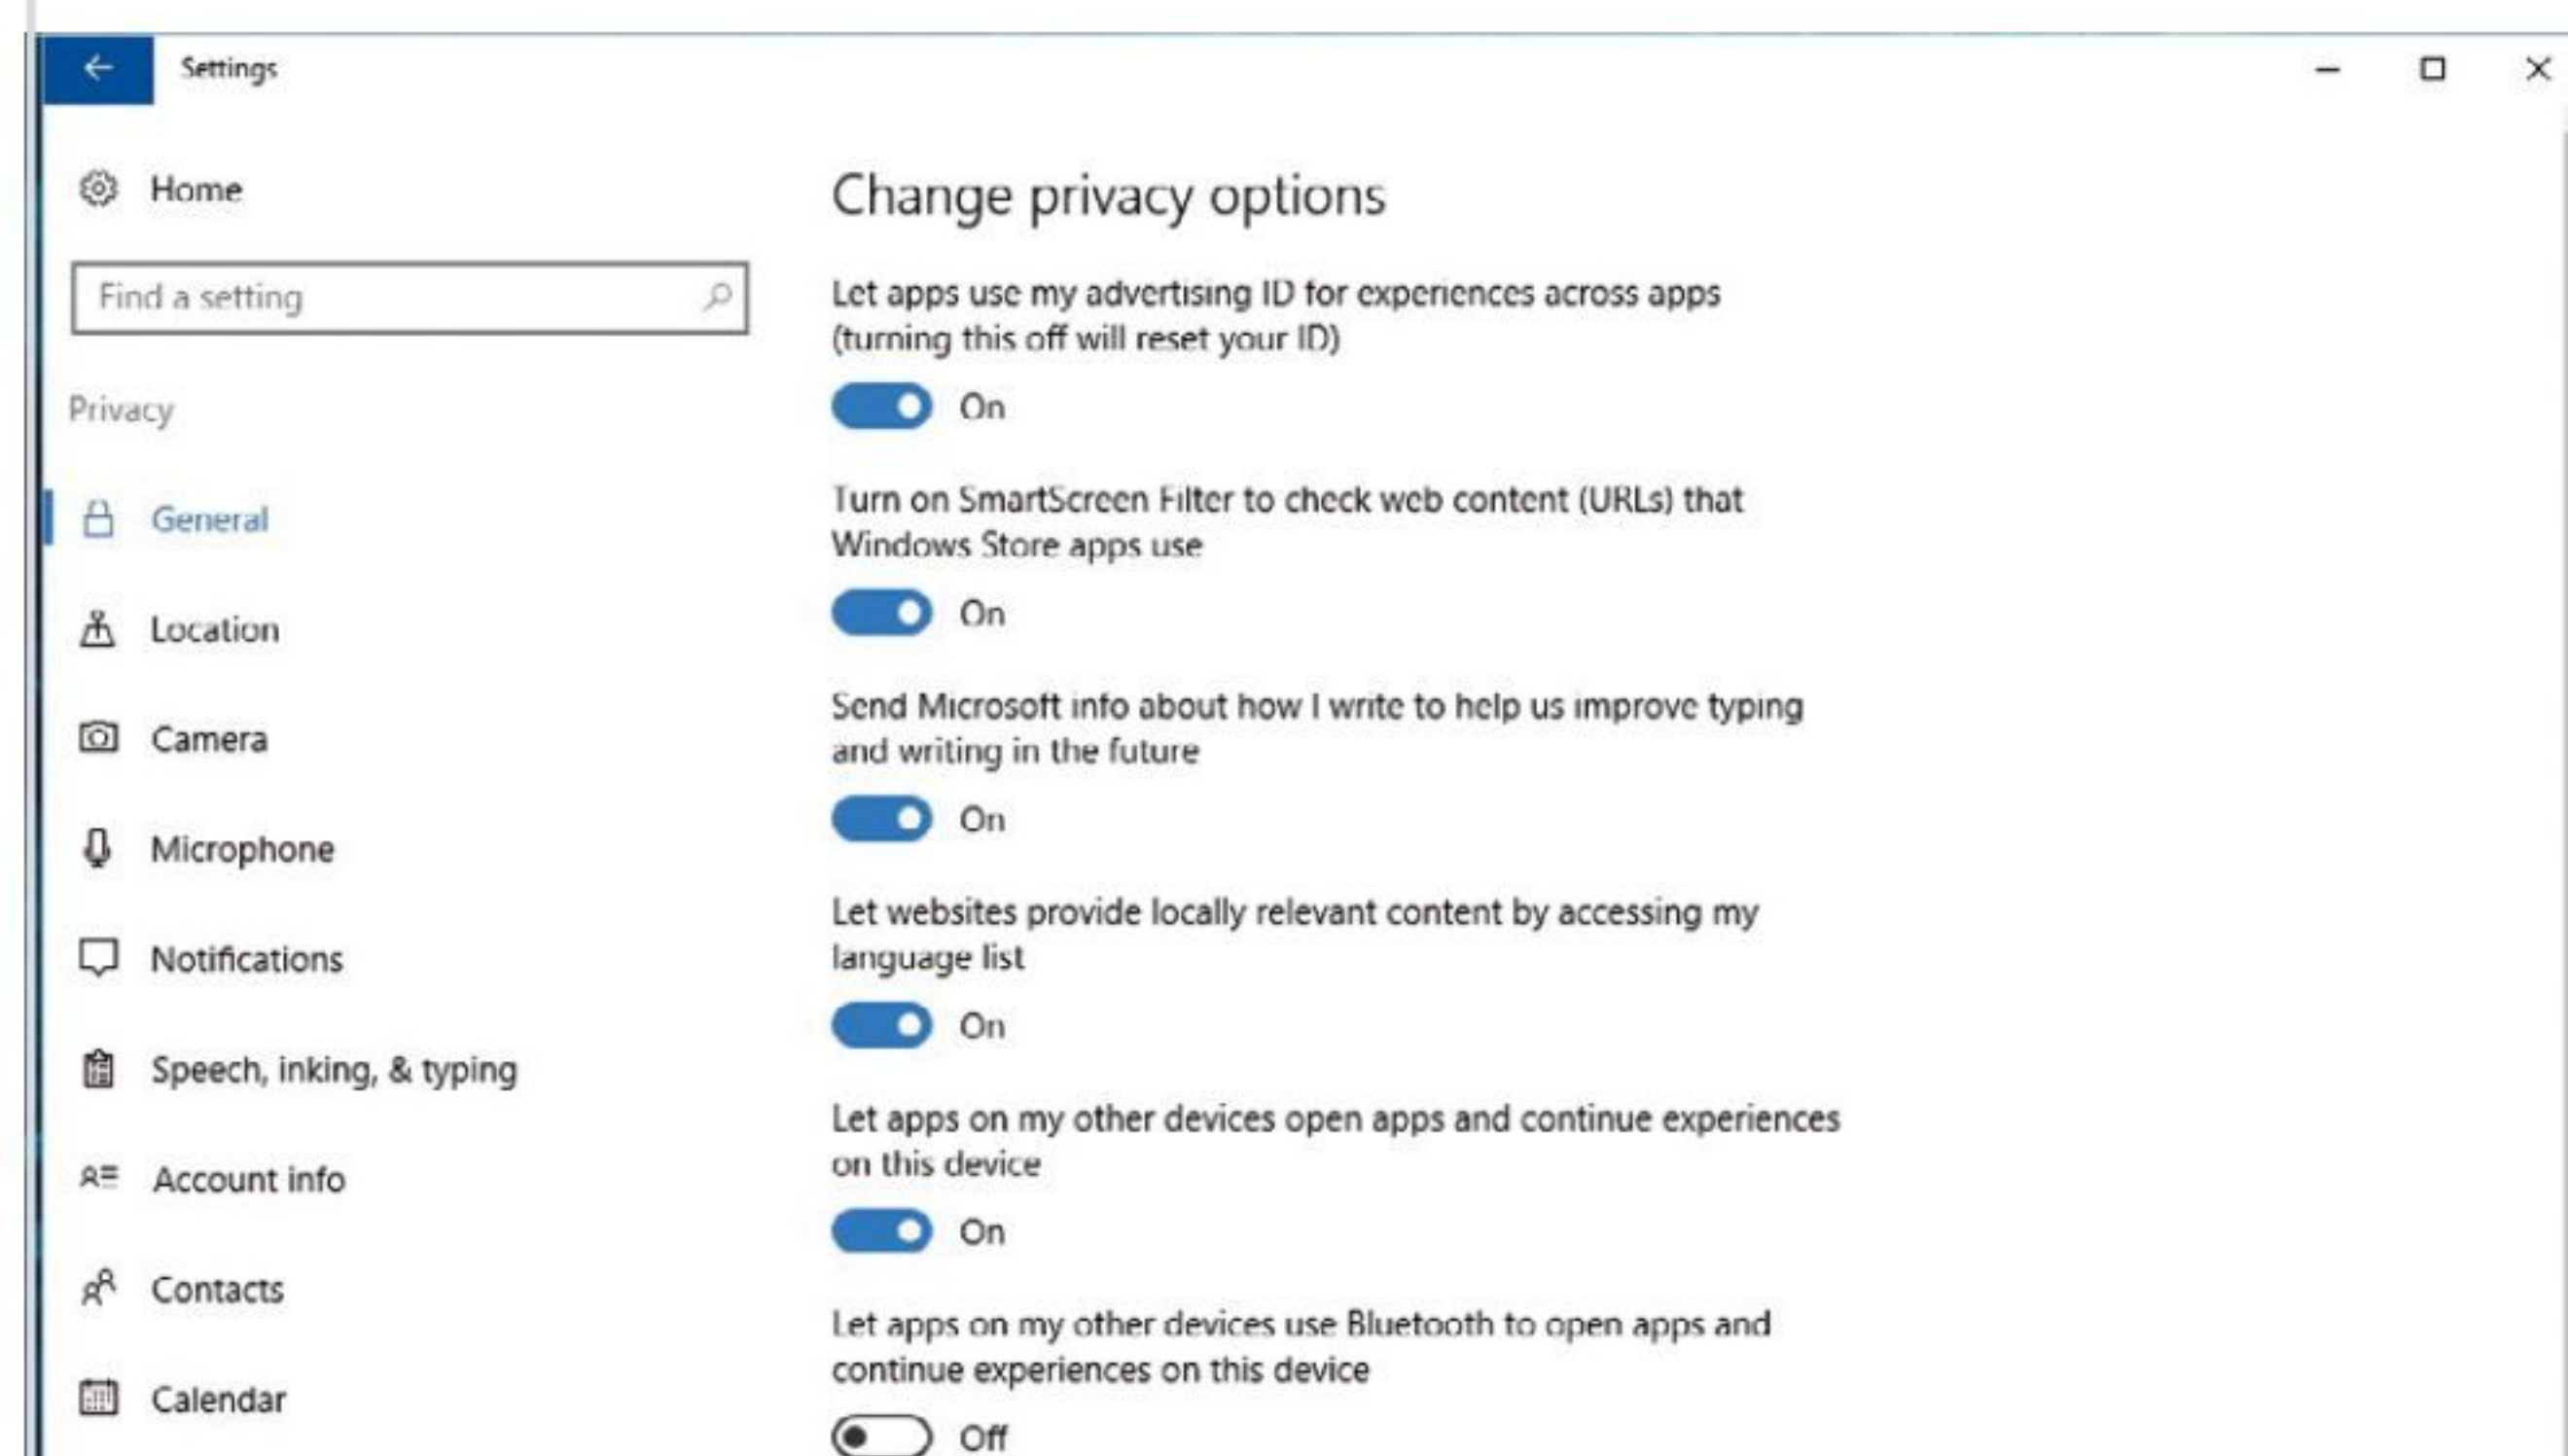 Settings
Home
Find a setting
Privacy
General
Location
Camera
Microphone
Notifications
Speech, inking, & typing
Account info
Contacts
Calendar
Change privacy options
Let apps use my advertising ID for experiences across apps
(turning this off will reset your ID)
On
Turn on SmartScreen Filter to check web content (URLs) that
Windows Store apps use
On
Send Microsoft info about how I write to help us improve typing
and writing in the future
On
Let websites provide locally relevant content by accessing my
language list
On
Let apps on my other devices open apps and continue experiences
on this device
On
Let apps on my other devices use Bluetooth to open apps and
continue experiences on this device
Off